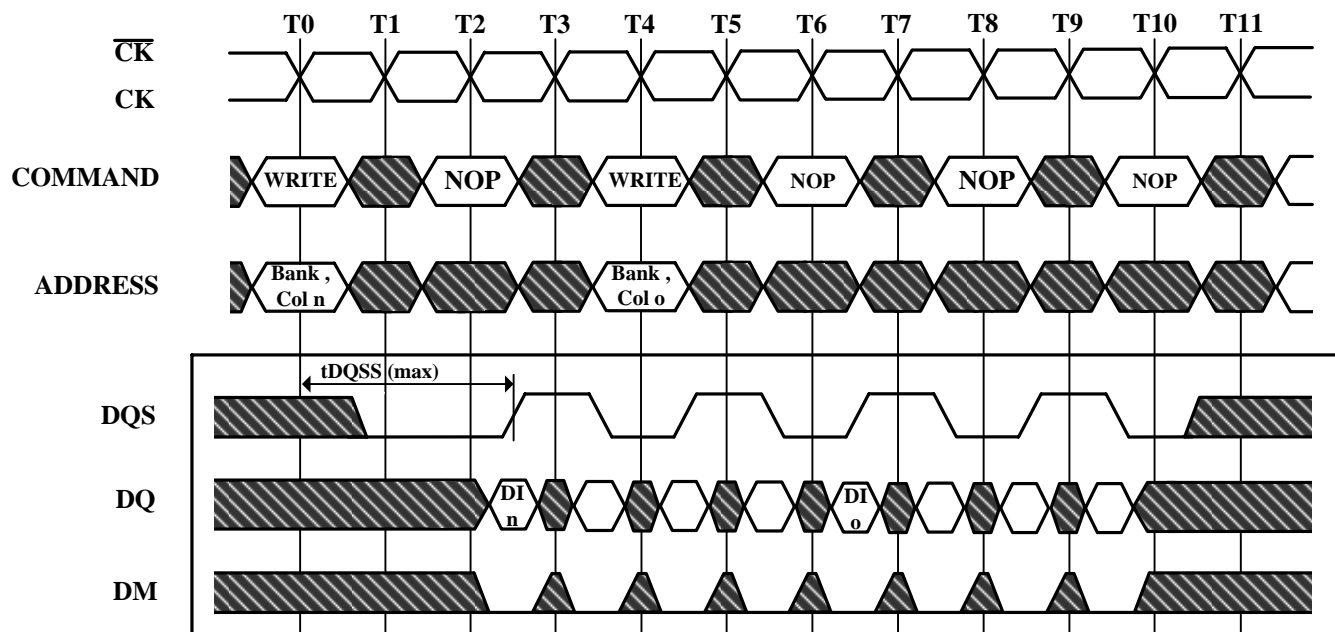 T0 T1 T2 T3 T4 T5 T6 T7 T8 T9 T10 T11
CK
CK
COMMAND WRITE NOP WRITE NOP NOP NOP
ADDRESS Bank , Col n Bank , Col o
tDQSS (max)
DQS
DQ DI n DI o
DM